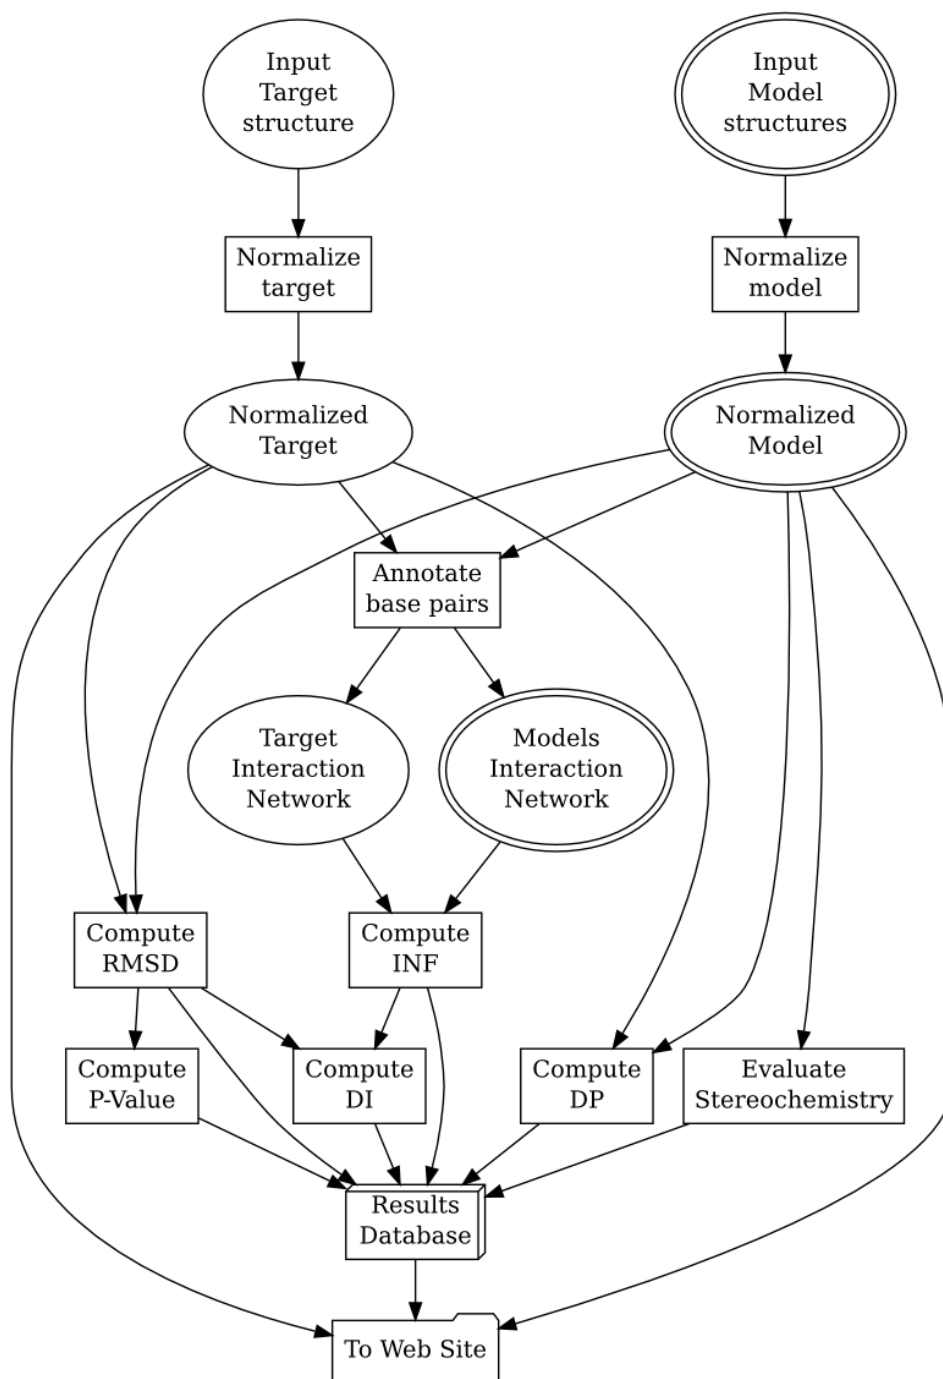 Input
Target
structure
Input
Model
structures
Normalize
target
Normalize
model
Normalized
Target
Normalized
Model
Annotate
base pairs
Target
Interaction
Network
Models
Interaction
Network
Compute
RMSD
Compute
INF
Compute
P-Value
Compute
DI
Compute
DP
Evaluate
Stereochemistry
Results
Database
To Web Site